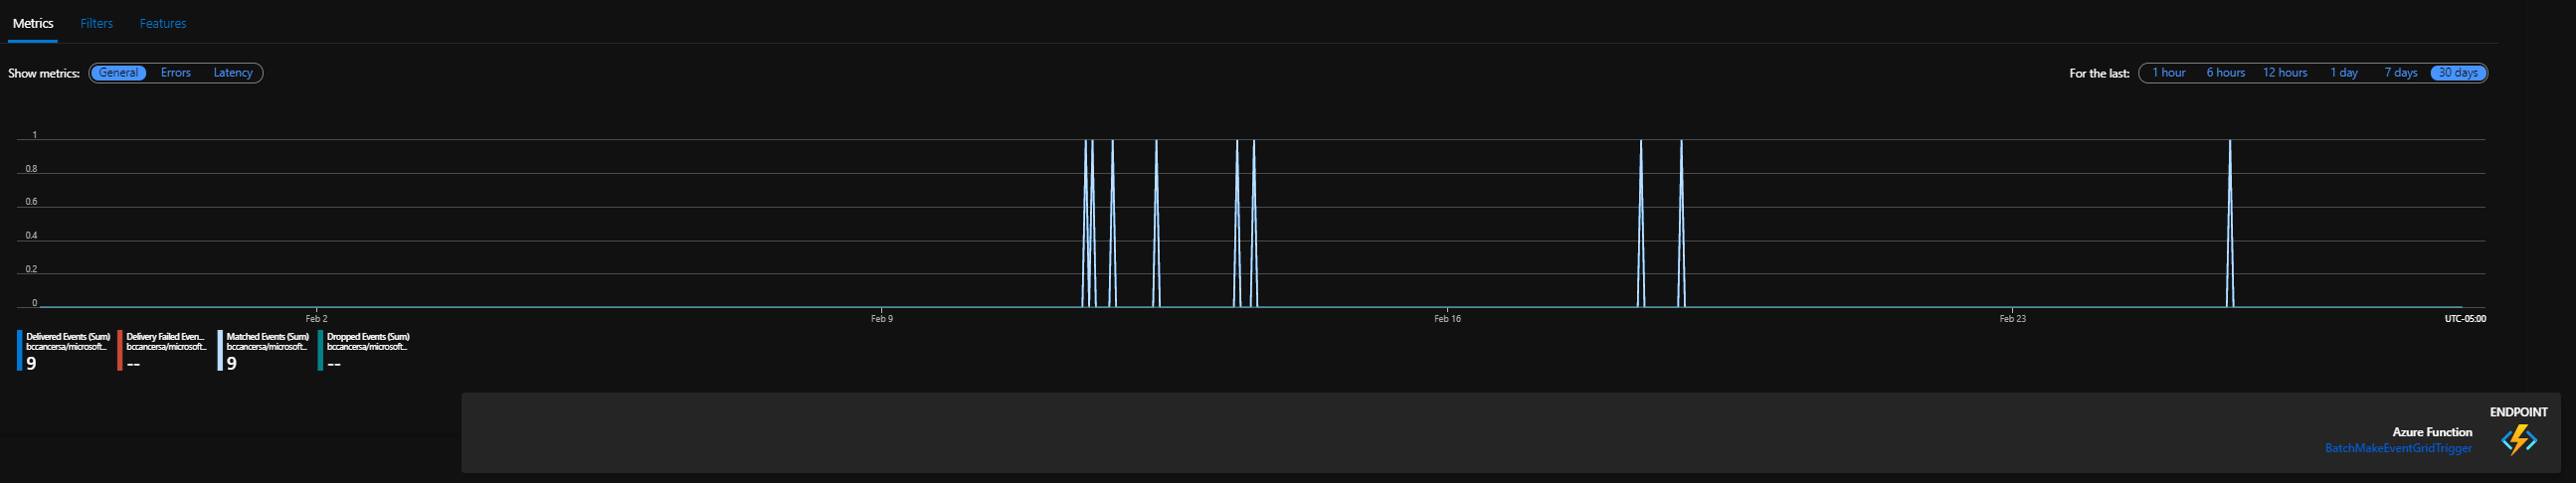 Metrics Filters Features
Show metrics: General Errors Latency For the last: 1 hour 6 hours 12 hours 1 day 7 days 30 days
1
0.8
0.6
0.4
0.2
0
Feb 2 Feb 9 Feb 16 Feb 23 UTC-05:00
Delivered Events (Sum) Delivery Failed Even... Matched Events (Sum) Dropped Events (Sum)
bccancersa/microsoft... bccancersa/microsoft... bccancersa/microsoft... bccancersa/microsoft...
9 -- 9 --
ENDPOINT
Azure Function
BatchMakeEventGridTrigger